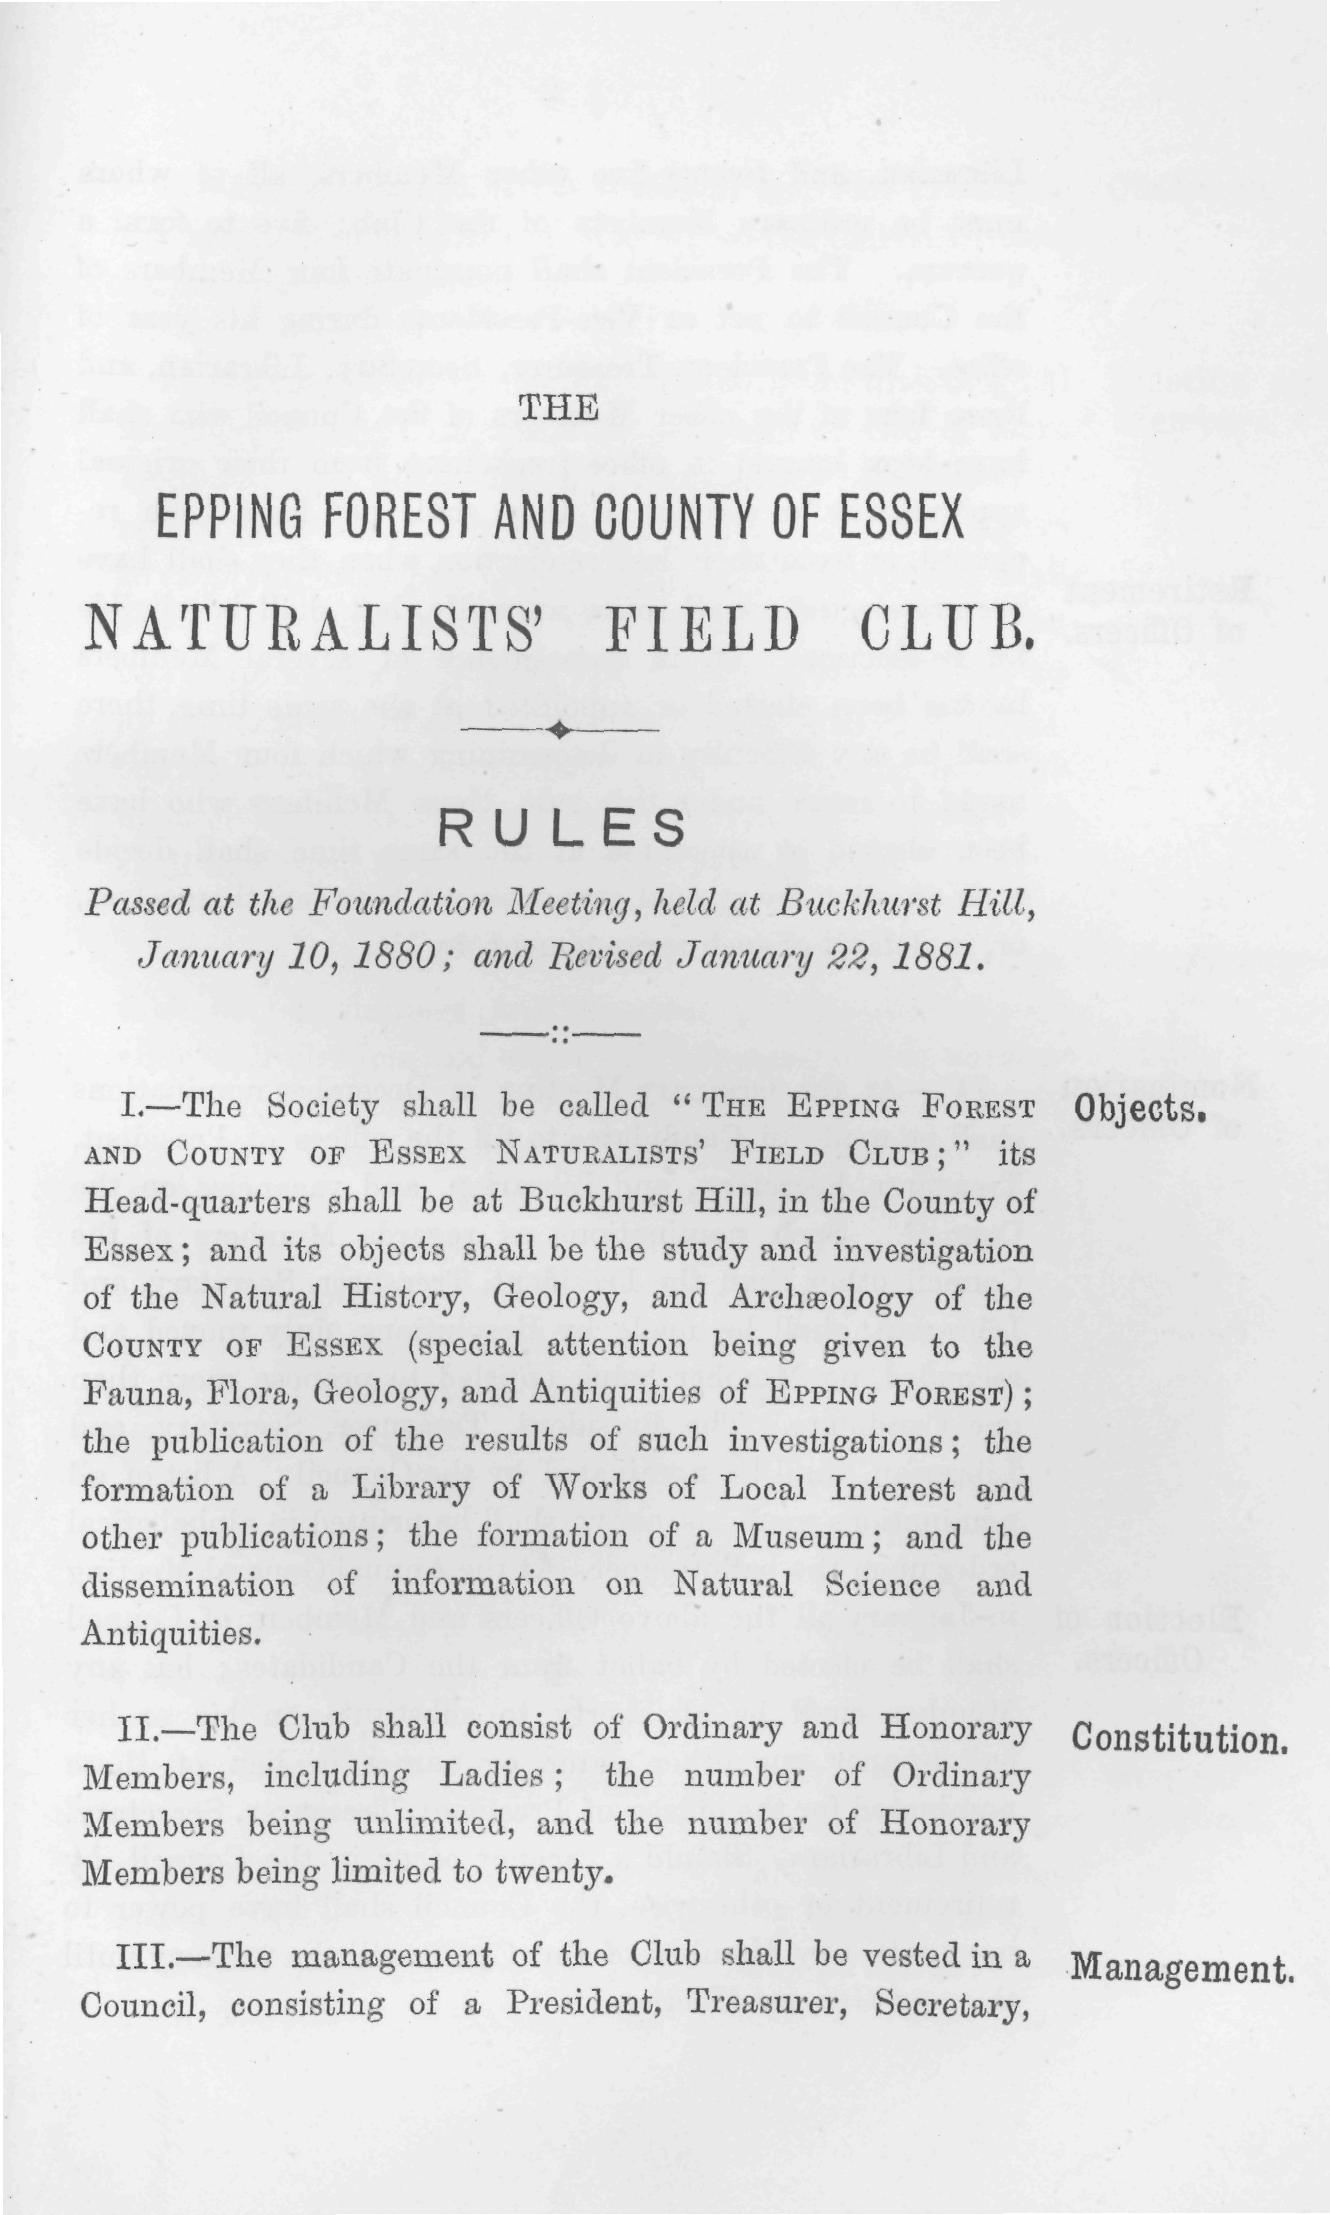 THE
EPPING FOREST AND COUNTY OF ESSEX
NATURALISTS' FIELD CLUB.
RULES
Passed at the Foundation Meeting, held at Buckhurst Hill,
January 10, 1880; and Revised January 22, 1881.
I.—The Society shall be called "THE EPPING FOREST
Objects.
AND COUNTY OF ESSEX NATURALISTS' FIELD CLUB;" its
Head-quarters shall be at Buckhurst Hill, in the County of
Essex; and its objects shall be the study and investigation
of the Natural History, Geology, and Archæology of the
COUNTY OF ESSEX (special attention being given to the
Fauna, Flora, Geology, and Antiquities of EPPING FOREST);
the publication of the results of such investigations; the
formation of a Library of Works of Local Interest and
other publications; the formation of a Museum; and the
dissemination of information on Natural Science and
Antiquities.
II.—The Club shall consist of Ordinary and Honorary
Constitution.
Members, including Ladies; the number of Ordinary
Members being unlimited, and the number of Honorary
Members being limited to twenty.
III.—The management of the Club shall be vested in a
Management.
Council, consisting of a President, Treasurer, Secretary,